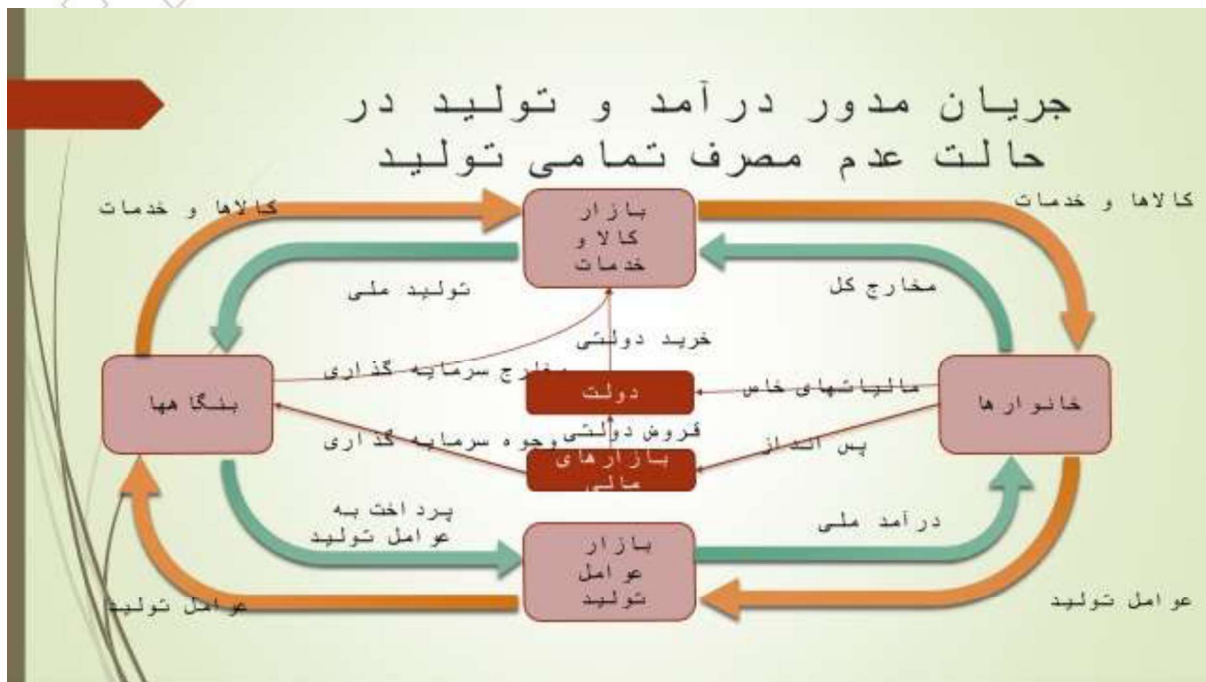 جریان مدور درآمد و تولید در
حالت عدم مصرف تمامی تولید
کالاها و خدمات
بازار
کالا و
خدمات
کالاها و خدمات
مخارج کل
تولید ملی
خرید دولتی
مخارج سرمایه گذاری
مالیاتهای خاص
دولت
خانوارها
بنگاهها
قروض دولتی
وجوه سرمایه گذاری
پس انداز
بازارهای
مالی
پرداخت به
عوامل تولید
درآمد ملی
بازار
عوامل
تولید
عوامل تولید
عوامل تولید